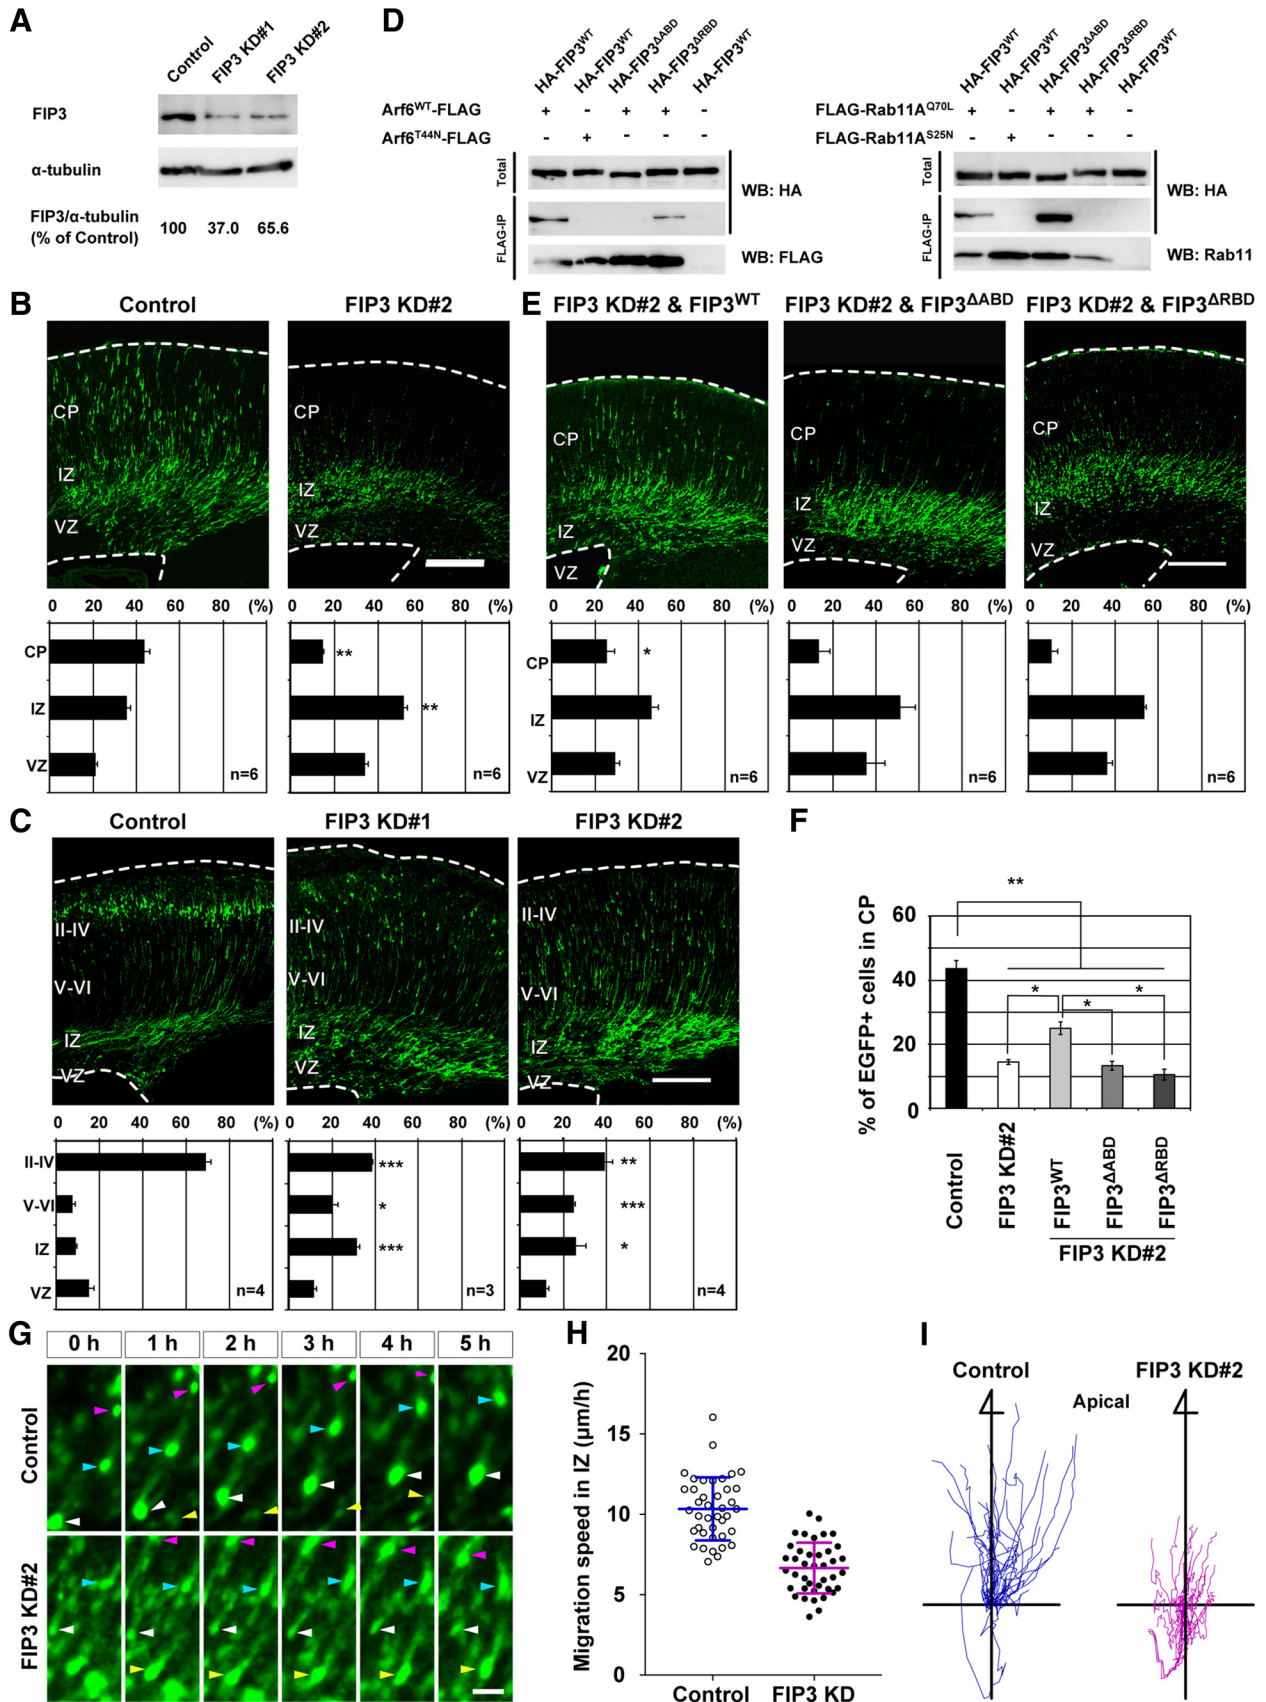 A
Control
FIP3 KD#1
FIP3 KD#2
FIP3
α-tubulin
FIP3/α-tubulin
(% of Control)
100 37.0 65.6
D
HA-FIP3WT
HA-FIP3WT
HA-FIP3ΔABD
HA-FIP3ΔRBD
HA-FIP3WT
Arf6WT-FLAG + - + + -
Arf6T44N-FLAG - + - - -
Total
FLAG-IP
WB: HA
WB: FLAG
HA-FIP3WT
HA-FIP3WT
HA-FIP3ΔABD
HA-FIP3ΔRBD
HA-FIP3WT
FLAG-Rab11AQ70L + - + + -
FLAG-Rab11AS25N - + - - -
Total
FLAG-IP
WB: HA
WB: Rab11
B
Control
FIP3 KD#2
CP
IZ
VZ
CP
IZ
VZ
0 20 40 60 80 (%)
0 20 40 60 80 (%)
CP
IZ
VZ
n=6
**
**
n=6
E
FIP3 KD#2 & FIP3WT
FIP3 KD#2 & FIP3ΔABD
FIP3 KD#2 & FIP3ΔRBD
CP
IZ
VZ
CP
IZ
VZ
CP
IZ
VZ
0 20 40 60 80 (%)
0 20 40 60 80 (%)
0 20 40 60 80 (%)
CP
IZ
VZ
*
n=6
n=6
n=6
C
Control
FIP3 KD#1
FIP3 KD#2
II-IV
V-VI
IZ
VZ
II-IV
V-VI
IZ
VZ
II-IV
V-VI
IZ
VZ
0 20 40 60 80 (%)
0 20 40 60 80 (%)
0 20 40 60 80 (%)
II-IV
V-VI
IZ
VZ
n=4
***
*
***
n=3
**
***
*
n=4
F
% of EGFP+ cells in CP
60
40
20
0
**
*
*
*
Control
FIP3 KD#2
FIP3WT
FIP3ΔABD
FIP3ΔRBD
FIP3 KD#2
G
0 h 1 h 2 h 3 h 4 h 5 h
Control
FIP3 KD#2
H
Migration speed in IZ (μm/h)
20
15
10
5
0
Control FIP3 KD
I
Control
FIP3 KD#2
Apical